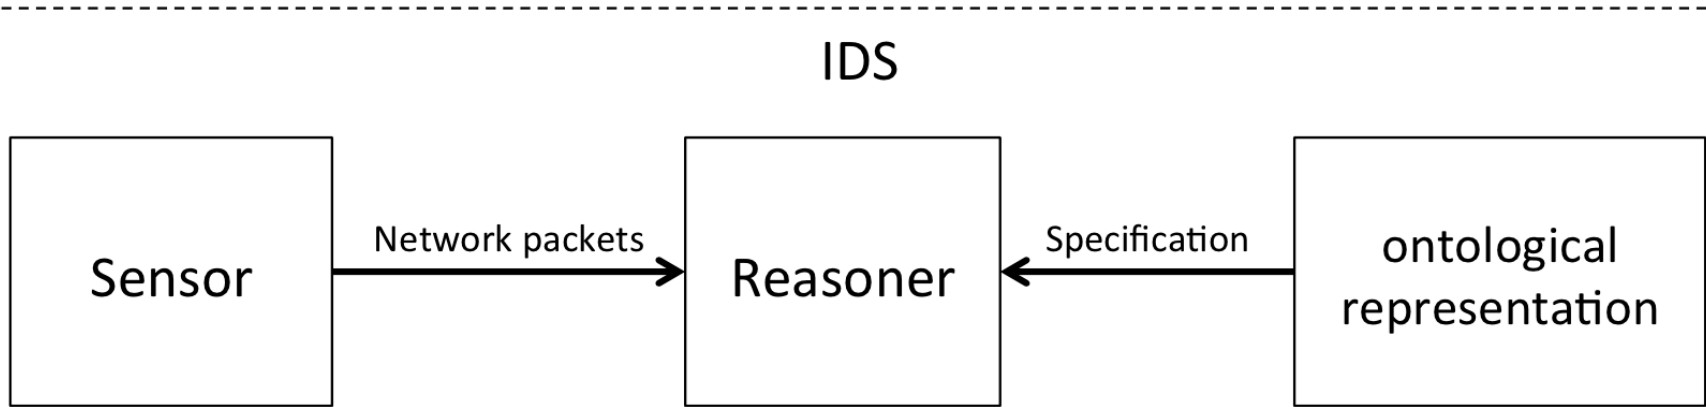 IDS
Sensor
Network packets
Reasoner
Specification
ontological
representation